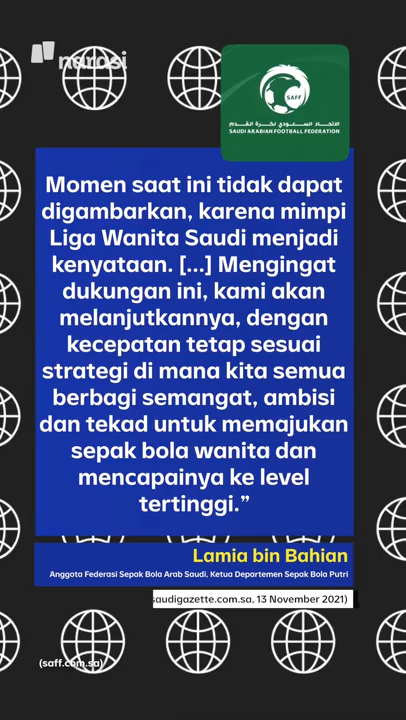 narasi
SAFF
الاتحاد السعودي لكرة القدم
SAUDI ARABIAN FOOTBALL FEDERATION
Momen saat ini tidak dapat
digambarkan, karena mimpi
Liga Wanita Saudi menjadi
kenyataan. [...] Mengingat
dukungan ini, kami akan
melanjutkannya, dengan
kecepatan tetap sesuai
strategi di mana kita semua
berbagi semangat, ambisi
dan tekad untuk memajukan
sepak bola wanita dan
mencapainya ke level
tertinggi.”
Lamia bin Bahian
Anggota Federasi Sepak Bola Arab Saudi, Ketua Departemen Sepak Bola Putri
saudigazette.com.sa, 13 November 2021)
(saff.com.sa)